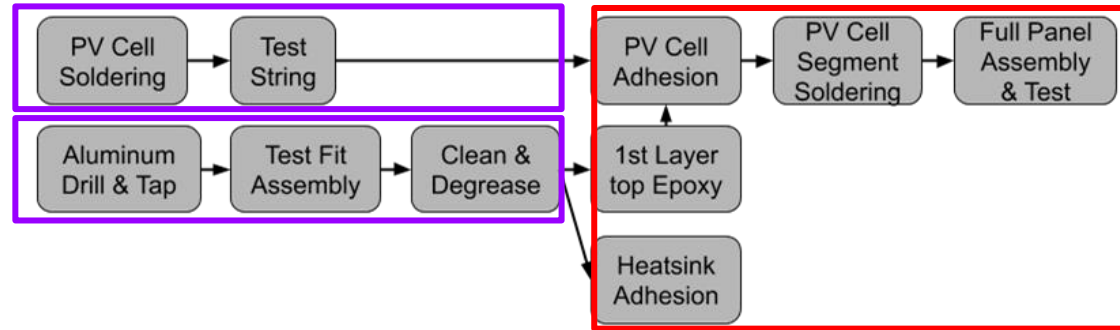 PV Cell
Soldering
Test
String
PV Cell
Adhesion
PV Cell
Segment
Soldering
Full Panel
Assembly
& Test
Aluminum
Drill & Tap
Test Fit
Assembly
Clean &
Degrease
1st Layer
top Epoxy
Heatsink
Adhesion